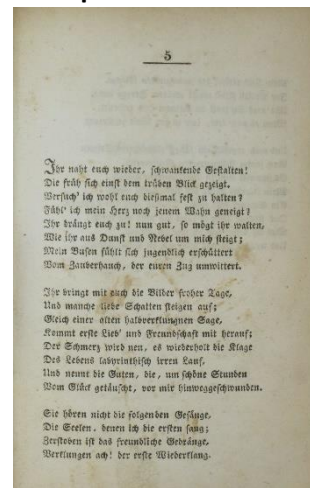 5
Ihr naht euch wieder, schwankende Gestalten!
Die früh sich einst dem trüben Blick gezeigt.
Versuch' ich wohl euch dießmal fest zu halten?
Fühl' ich mein Herz noch jenem Wahn geneigt?
Ihr drängt euch zu! nun gut, so mögt ihr walten,
Wie ihr aus Dunst und Nebel um mich steigt;
Mein Busen fühlt sich jugendlich erschüttert
Vom Zauberhauch, der euren Zug umwittert.
Ihr bringt mit euch die Bilder froher Tage,
Und manche liebe Schatten steigen auf;
Gleich einer alten halbverklungnen Sage,
Kommt erste Lieb' und Freundschaft mit herauf;
Der Schmerz wird neu, es wiederholt die Klage
Des Lebens labyrinthisch irren Lauf,
Und nennt die Guten, die, um schöne Stunden
Vom Glück getäuscht, vor mir hinweggeschwunden.
Sie hören nicht die folgenden Gesänge,
Die Seelen, denen ich die ersten sang;
Zerstoben ist das freundliche Gedränge,
Verklungen ach! der erste Wiederklang.